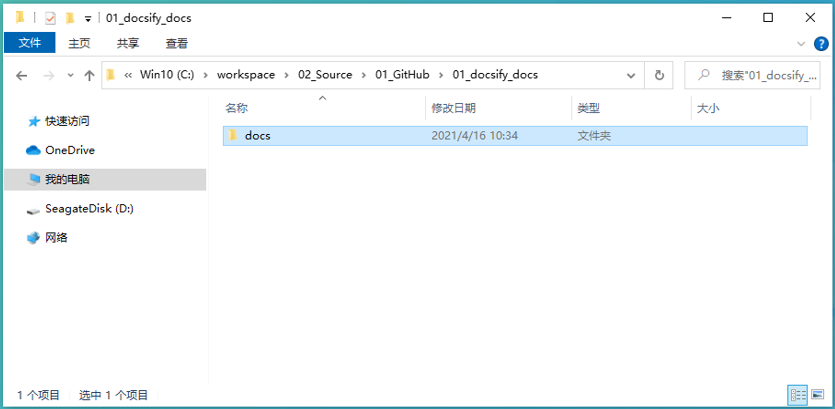 01_docsify_docs
文件 主页 共享 查看
« Win10 (C:) › workspace › 02_Source › 01_GitHub › 01_docsify_docs 搜索"01_docsify_...
名称 修改日期 类型 大小
快速访问
docs 2021/4/16 10:34 文件夹
OneDrive
我的电脑
SeagateDisk (D:)
网络
1 个项目 选中 1 个项目